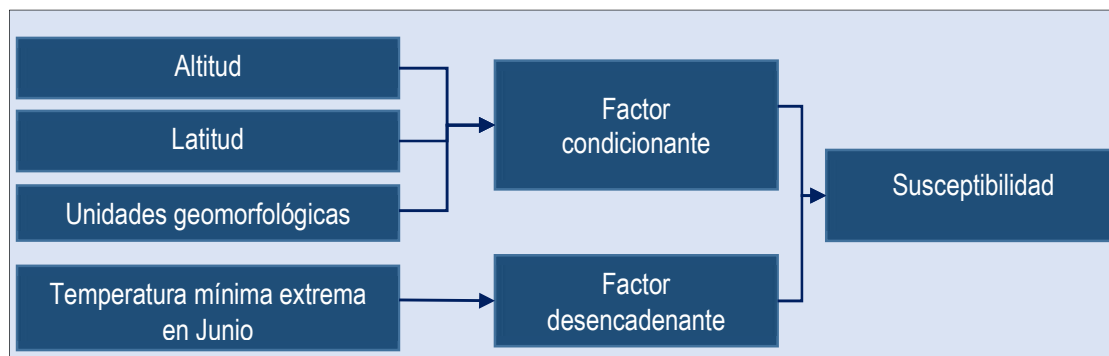 Altitud
Latitud
Unidades geomorfológicas
Temperatura mínima extrema
en Junio
Factor
condicionante
Factor
desencadenante
Susceptibilidad